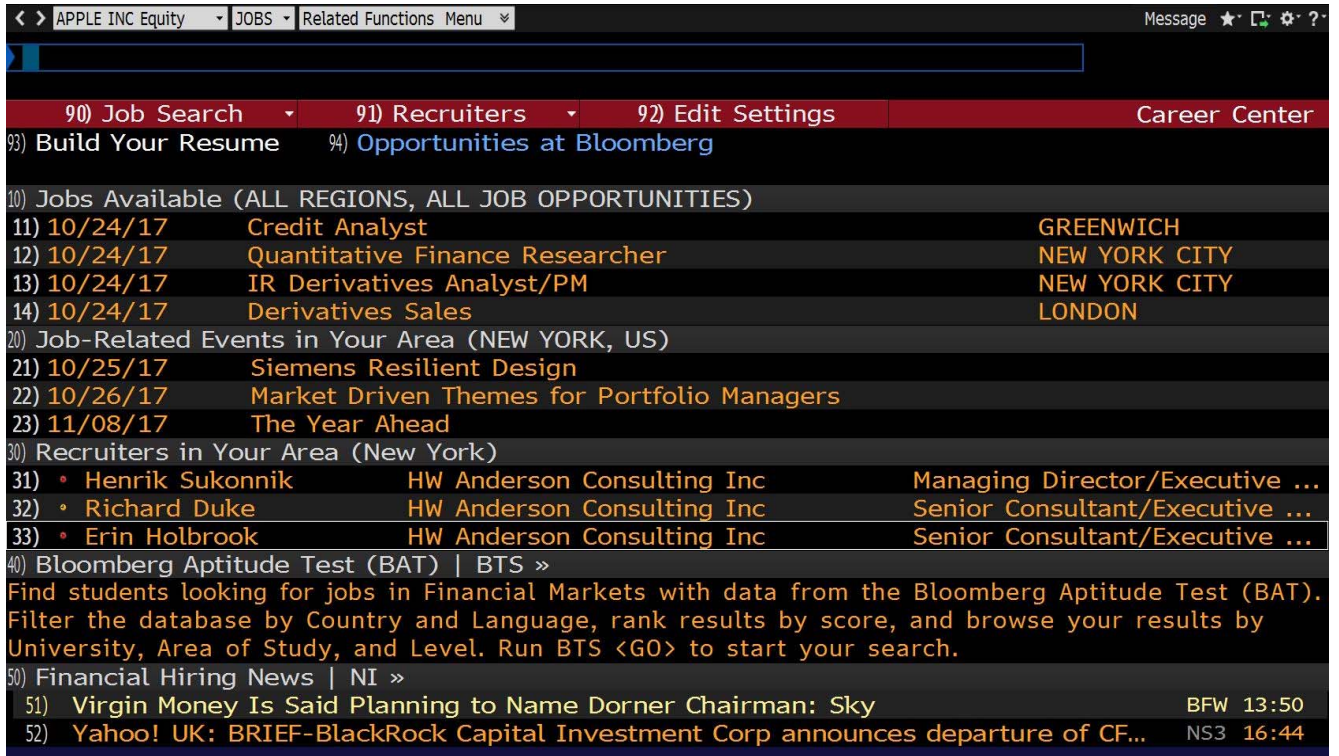 < > APPLE INC Equity JOBS Related Functions Menu Message ?
90) Job Search 91) Recruiters 92) Edit Settings Career Center
93) Build Your Resume 94) Opportunities at Bloomberg
10) Jobs Available (ALL REGIONS, ALL JOB OPPORTUNITIES)
11) 10/24/17 Credit Analyst GREENWICH
12) 10/24/17 Quantitative Finance Researcher NEW YORK CITY
13) 10/24/17 IR Derivatives Analyst/PM NEW YORK CITY
14) 10/24/17 Derivatives Sales LONDON
20) Job-Related Events in Your Area (NEW YORK, US)
21) 10/25/17 Siemens Resilient Design
22) 10/26/17 Market Driven Themes for Portfolio Managers
23) 11/08/17 The Year Ahead
30) Recruiters in Your Area (New York)
31) Henrik Sukonnik HW Anderson Consulting Inc Managing Director/Executive ...
32) Richard Duke HW Anderson Consulting Inc Senior Consultant/Executive ...
33) Erin Holbrook HW Anderson Consulting Inc Senior Consultant/Executive ...
40) Bloomberg Aptitude Test (BAT) | BTS »
Find students looking for jobs in Financial Markets with data from the Bloomberg Aptitude Test (BAT).
Filter the database by Country and Language, rank results by score, and browse your results by
University, Area of Study, and Level. Run BTS <GO> to start your search.
50) Financial Hiring News | NI »
51) Virgin Money Is Said Planning to Name Dorner Chairman: Sky BFW 13:50
52) Yahoo! UK: BRIEF-BlackRock Capital Investment Corp announces departure of CF... NS3 16:44